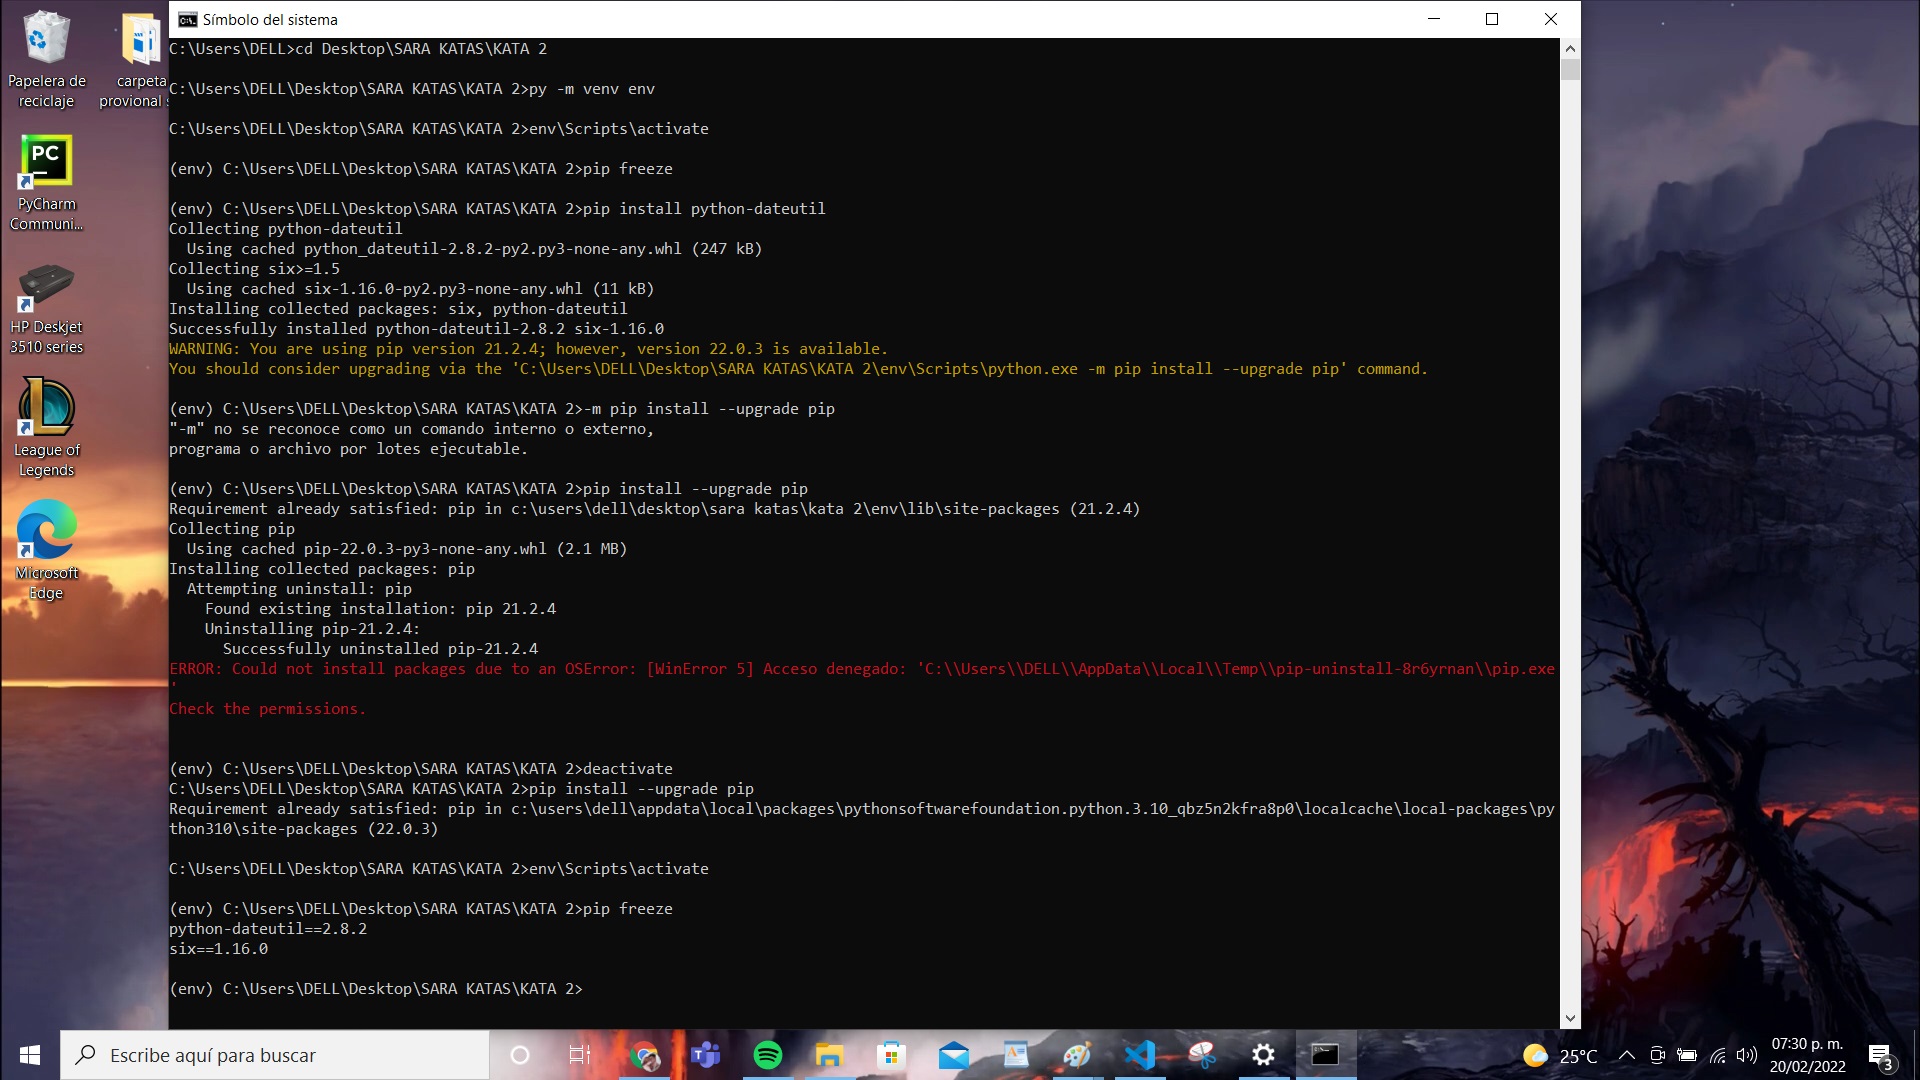 Papelera de
reciclaje
carpeta
provional s
PyCharm
Communi...
HP Deskjet
3510 series
League of
Legends
Microsoft
Edge
Símbolo del sistema
C:\Users\DELL>cd Desktop\SARA KATAS\KATA 2
C:\Users\DELL\Desktop\SARA KATAS\KATA 2>py -m venv env
C:\Users\DELL\Desktop\SARA KATAS\KATA 2>env\Scripts\activate
(env) C:\Users\DELL\Desktop\SARA KATAS\KATA 2>pip freeze
(env) C:\Users\DELL\Desktop\SARA KATAS\KATA 2>pip install python-dateutil
Collecting python-dateutil
  Using cached python_dateutil-2.8.2-py2.py3-none-any.whl (247 kB)
Collecting six>=1.5
  Using cached six-1.16.0-py2.py3-none-any.whl (11 kB)
Installing collected packages: six, python-dateutil
Successfully installed python-dateutil-2.8.2 six-1.16.0
WARNING: You are using pip version 21.2.4; however, version 22.0.3 is available.
You should consider upgrading via the 'C:\Users\DELL\Desktop\SARA KATAS\KATA 2\env\Scripts\python.exe -m pip install --upgrade pip' command.
(env) C:\Users\DELL\Desktop\SARA KATAS\KATA 2>-m pip install --upgrade pip
"-m" no se reconoce como un comando interno o externo,
programa o archivo por lotes ejecutable.
(env) C:\Users\DELL\Desktop\SARA KATAS\KATA 2>pip install --upgrade pip
Requirement already satisfied: pip in c:\users\dell\desktop\sara katas\kata 2\env\lib\site-packages (21.2.4)
Collecting pip
  Using cached pip-22.0.3-py3-none-any.whl (2.1 MB)
Installing collected packages: pip
  Attempting uninstall: pip
    Found existing installation: pip 21.2.4
    Uninstalling pip-21.2.4:
      Successfully uninstalled pip-21.2.4
ERROR: Could not install packages due to an OSError: [WinError 5] Acceso denegado: 'C:\\Users\\DELL\\AppData\\Local\\Temp\\pip-uninstall-8r6yrnan\\pip.exe
'
Check the permissions.
(env) C:\Users\DELL\Desktop\SARA KATAS\KATA 2>deactivate
C:\Users\DELL\Desktop\SARA KATAS\KATA 2>pip install --upgrade pip
Requirement already satisfied: pip in c:\users\dell\appdata\local\packages\pythonsoftwarefoundation.python.3.10_qbz5n2kfra8p0\localcache\local-packages\py
thon310\site-packages (22.0.3)
C:\Users\DELL\Desktop\SARA KATAS\KATA 2>env\Scripts\activate
(env) C:\Users\DELL\Desktop\SARA KATAS\KATA 2>pip freeze
python-dateutil==2.8.2
six==1.16.0
(env) C:\Users\DELL\Desktop\SARA KATAS\KATA 2>
Escribe aquí para buscar
25°C
07:30 p. m.
20/02/2022
3